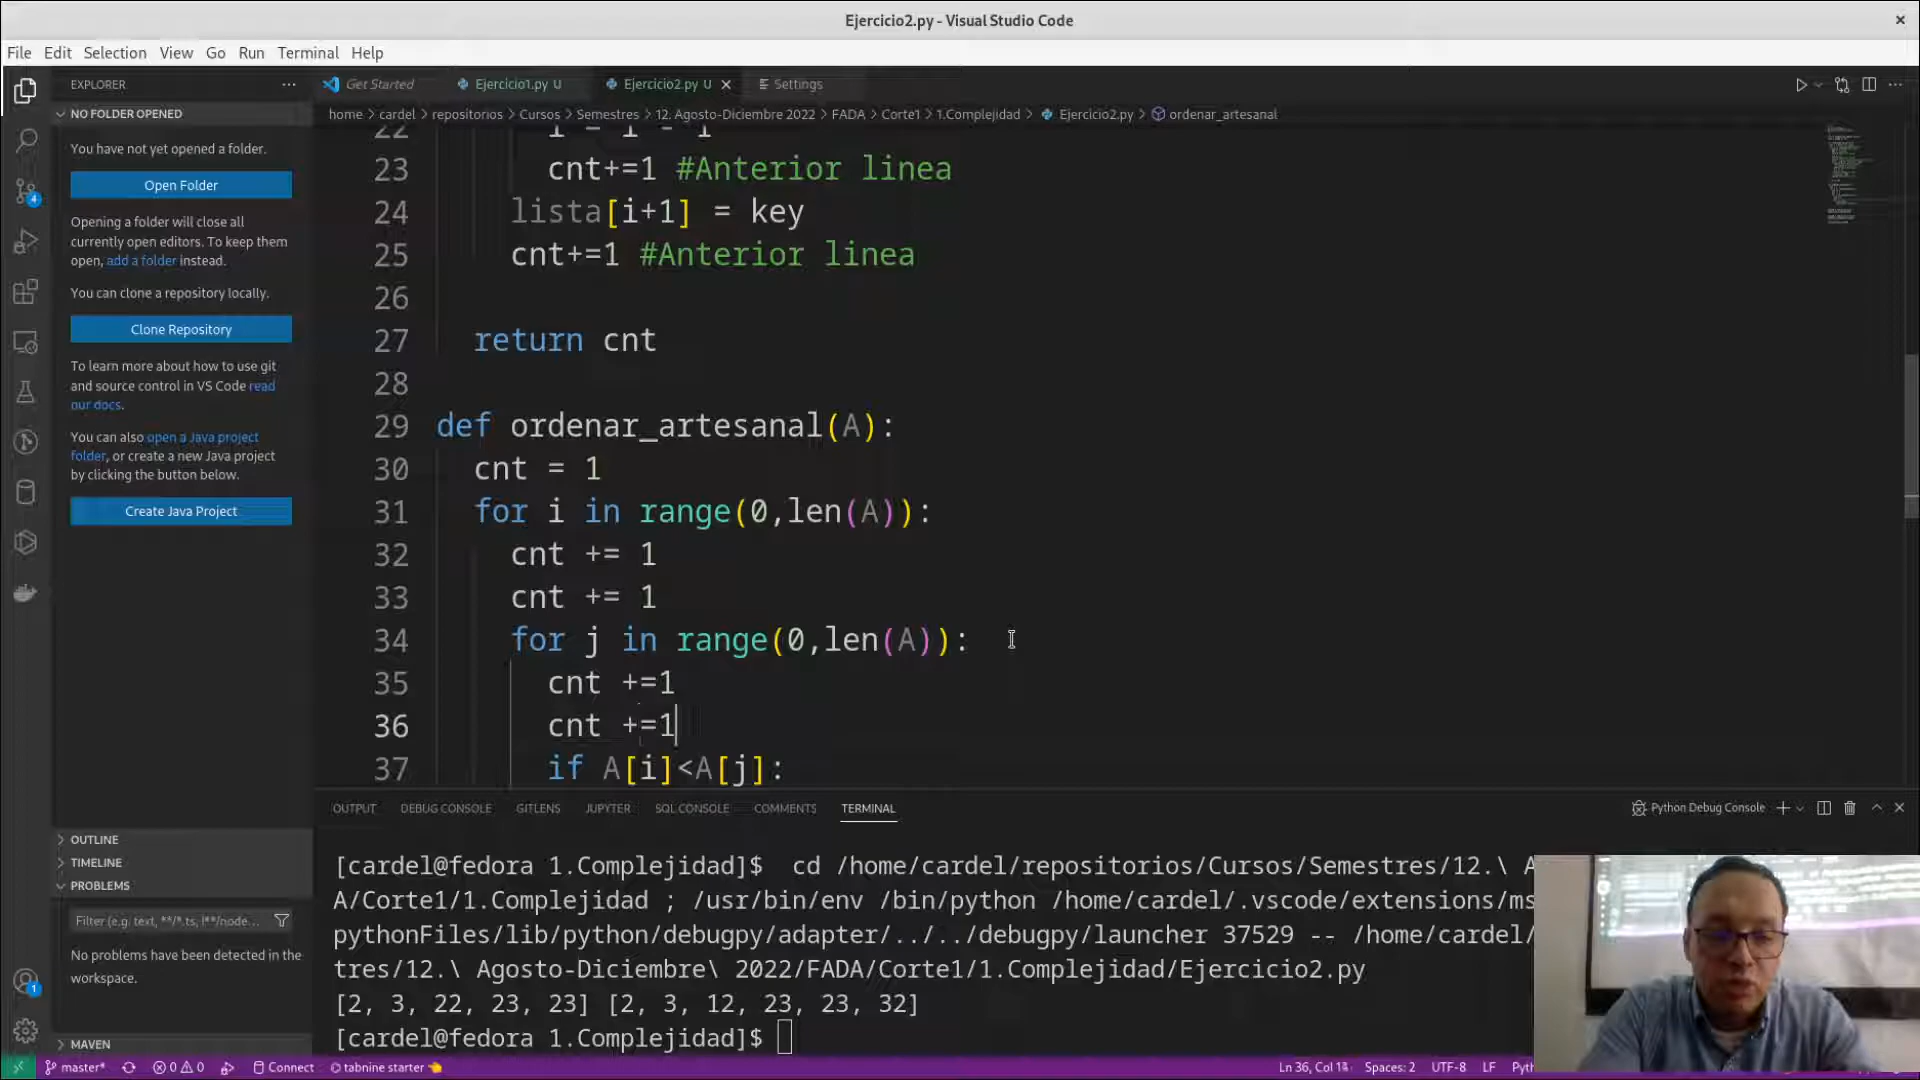 Ejercicio2.py - Visual Studio Code
File Edit Selection View Go Run Terminal Help
EXPLORER
NO FOLDER OPENED
You have not yet opened a folder.
Open Folder
Opening a folder will close all
currently open editors. To keep them
open, add a folder instead.
You can clone a repository locally.
Clone Repository
To learn more about how to use git
and source control in VS Code read
our docs.
You can also open a Java project
folder, or create a new Java project
by clicking the button below.
Create Java Project
OUTLINE
TIMELINE
PROBLEMS
Filter (e.g. text, **/*.ts, !**/node...
No problems have been detected in the
workspace.
MAVEN
4
1
Get Started Ejercicio1.py U Ejercicio2.py U Settings
home > cardel > repositorios > Cursos > Semestres > 12. Agosto-Diciembre 2022 > FADA > Corte1 > 1.Complejidad > Ejercicio2.py > ordenar_artesanal
22 i = i - 1
23 cnt+=1 #Anterior linea
24 lista[i+1] = key
25 cnt+=1 #Anterior linea
26
27 return cnt
28
29 def ordenar_artesanal(A):
30 cnt = 1
31 for i in range(0,len(A)):
32 cnt += 1
33 cnt += 1
34 for j in range(0,len(A)):
35 cnt +=1
36 cnt +=1
37 if A[i]<A[j]:
OUTPUT DEBUG CONSOLE GITLENS JUPYTER SQL CONSOLE COMMENTS TERMINAL
Python Debug Console
[cardel@fedora 1.Complejidad]$ cd /home/cardel/repositorios/Cursos/Semestres/12.\ A
A/Corte1/1.Complejidad ; /usr/bin/env /bin/python /home/cardel/.vscode/extensions/ms
pythonFiles/lib/python/debugpy/adapter/../../debugpy/launcher 37529 -- /home/cardel/
tres/12.\ Agosto-Diciembre\ 2022/FADA/Corte1/1.Complejidad/Ejercicio2.py
[2, 3, 22, 23, 23] [2, 3, 12, 23, 23, 32]
[cardel@fedora 1.Complejidad]$
master* 0 0 Connect tabnine starter Ln 36, Col Spaces: 2 UTF-8 LF Pyth